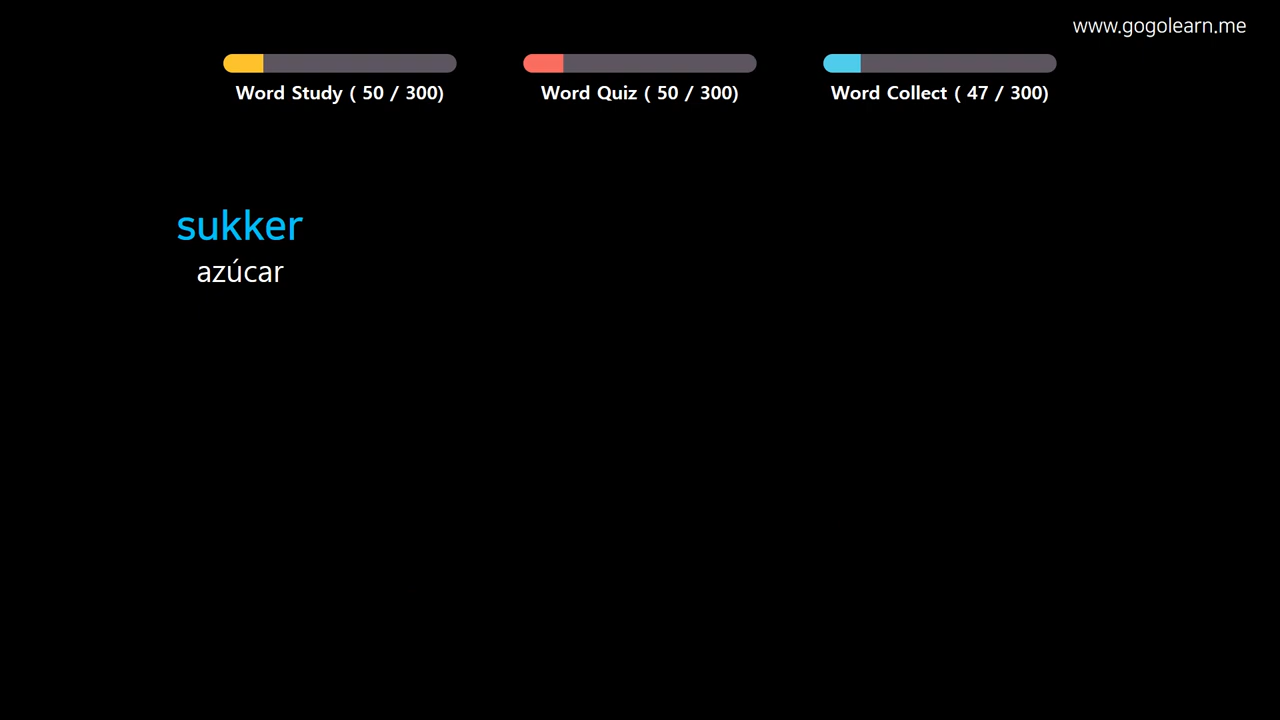 www.gogolearn.me
Word Study ( 50 / 300)
Word Quiz ( 50 / 300)
Word Collect ( 47 / 300)
sukker
azúcar